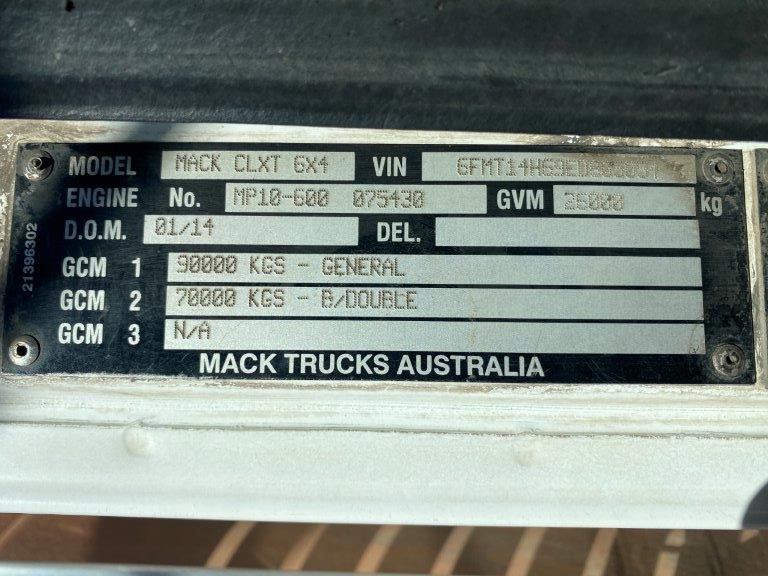 MODEL MACK CLXT 6X4 VIN
ENGINE No. MP10-600 075430 GVM 26000 kg
D.O.M. 01/14 DEL.
GCM 1 90000 KGS - GENERAL
GCM 2 70000 KGS - B/DOUBLE
GCM 3 N/A
MACK TRUCKS AUSTRALIA
21396302